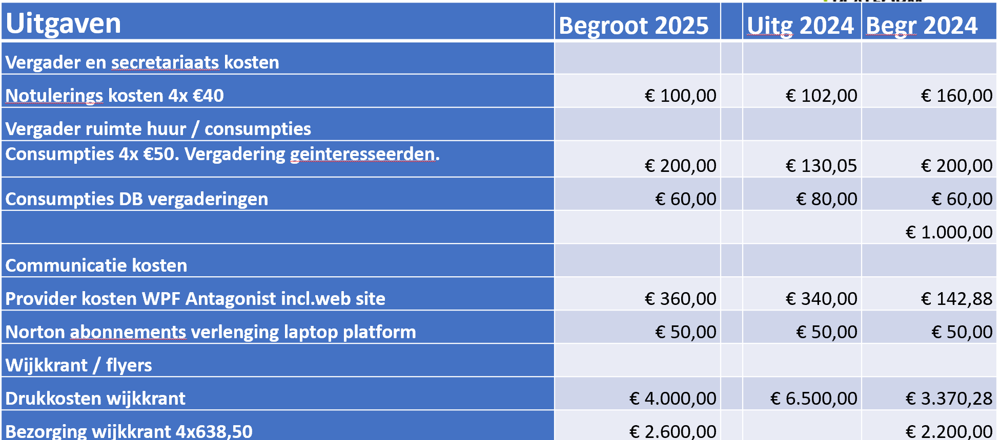 Uitgaven Begroot 2025 Uitg 2024 Begr 2024
Vergader en secretariaats kosten
Notulerings kosten 4x €40 € 100,00 € 102,00 € 160,00
Vergader ruimte huur / consumpties
Consumpties 4x €50. Vergadering geinteresseerden. € 200,00 € 130,05 € 200,00
Consumpties DB vergaderingen € 60,00 € 80,00 € 60,00
€ 1.000,00
Communicatie kosten
Provider kosten WPF Antagonist incl.web site € 360,00 € 340,00 € 142,88
Norton abonnements verlenging laptop platform € 50,00 € 50,00 € 50,00
Wijkkrant / flyers
Drukkosten wijkkrant € 4.000,00 € 6.500,00 € 3.370,28
Bezorging wijkkrant 4x638,50 € 2.600,00 € 2.200,00